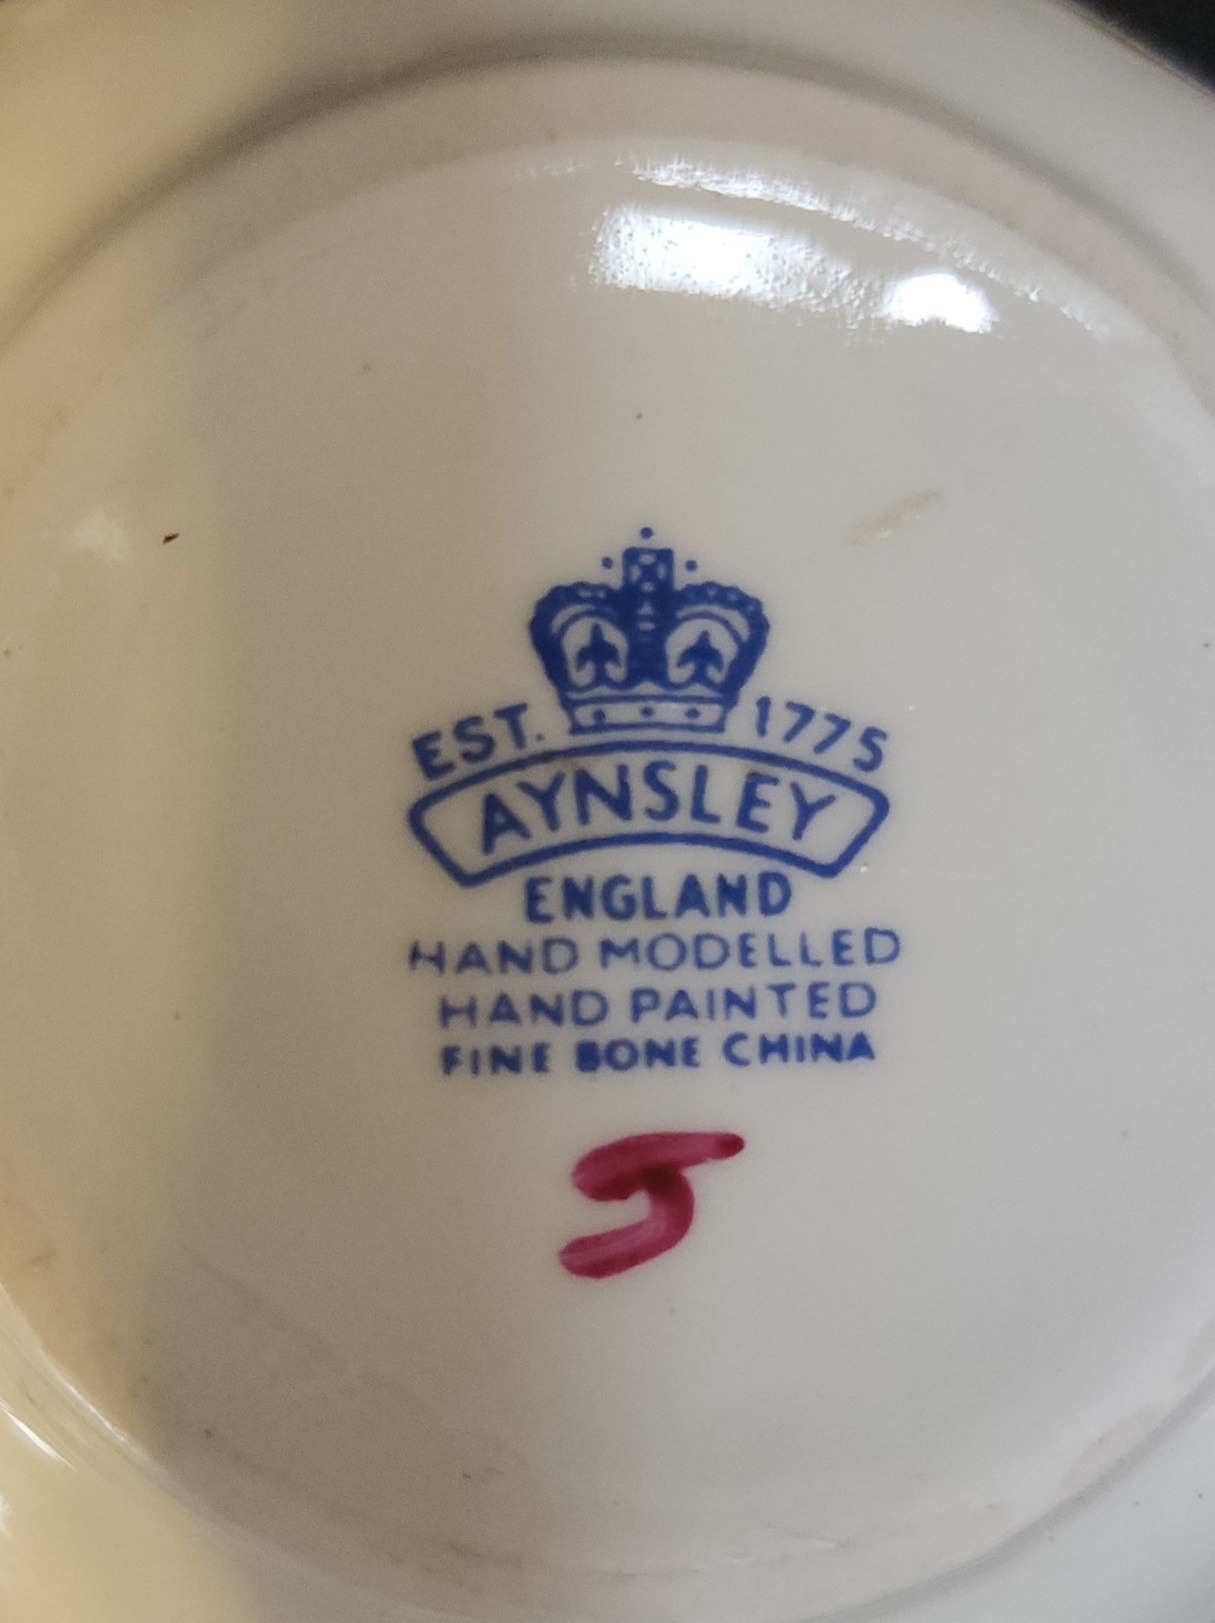 EST. 1775
AYNSLEY
ENGLAND
HAND MODELLED
HAND PAINTED
FINE BONE CHINA
5